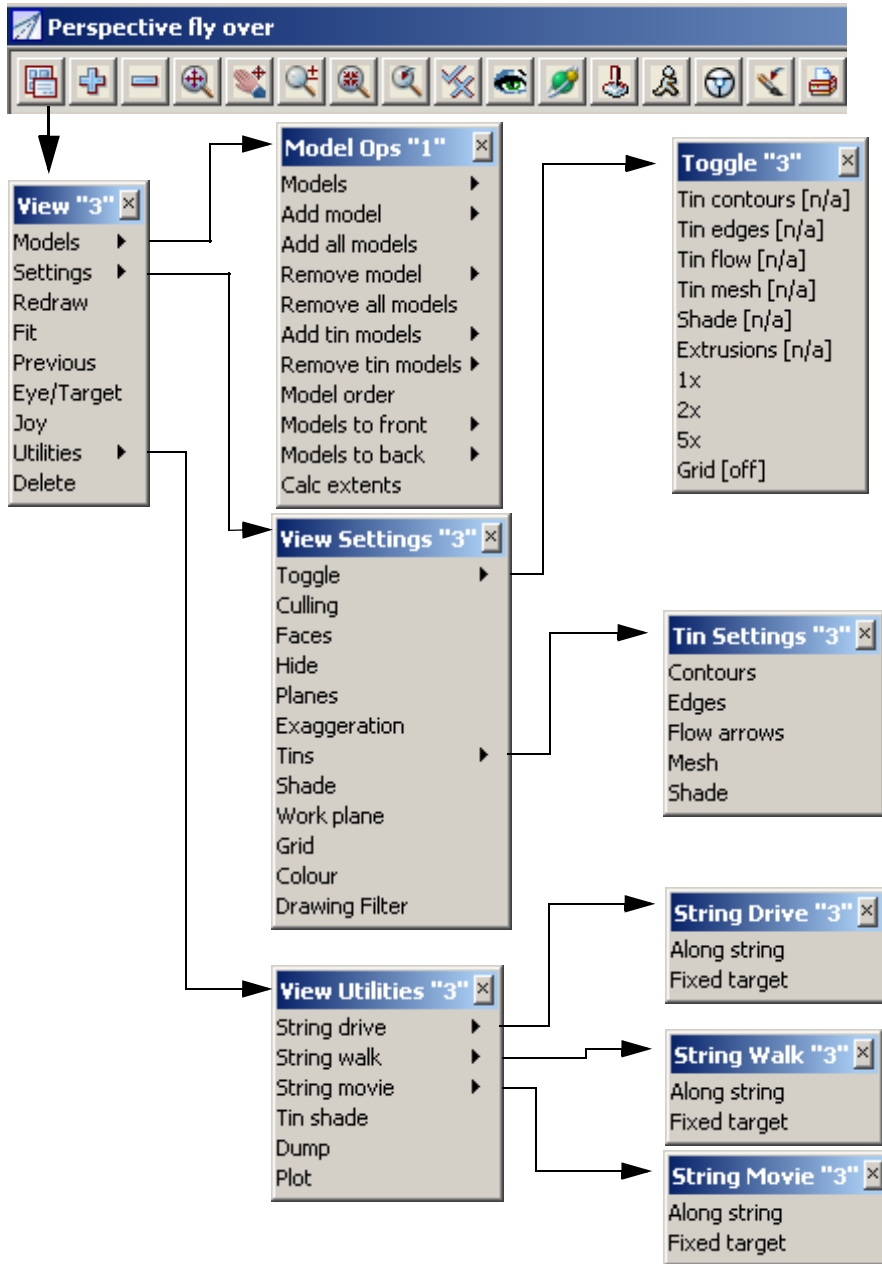 Perspective fly over
View "3"
Models
Settings
Redraw
Fit
Previous
Eye/Target
Joy
Utilities
Delete
Model Ops "1"
Models
Add model
Add all models
Remove model
Remove all models
Add tin models
Remove tin models
Model order
Models to front
Models to back
Calc extents
Toggle "3"
Tin contours [n/a]
Tin edges [n/a]
Tin flow [n/a]
Tin mesh [n/a]
Shade [n/a]
Extrusions [n/a]
1x
2x
5x
Grid [off]
View Settings "3"
Toggle
Culling
Faces
Hide
Planes
Exaggeration
Tins
Shade
Work plane
Grid
Colour
Drawing Filter
Tin Settings "3"
Contours
Edges
Flow arrows
Mesh
Shade
View Utilities "3"
String drive
String walk
String movie
Tin shade
Dump
Plot
String Drive "3"
Along string
Fixed target
String Walk "3"
Along string
Fixed target
String Movie "3"
Along string
Fixed target